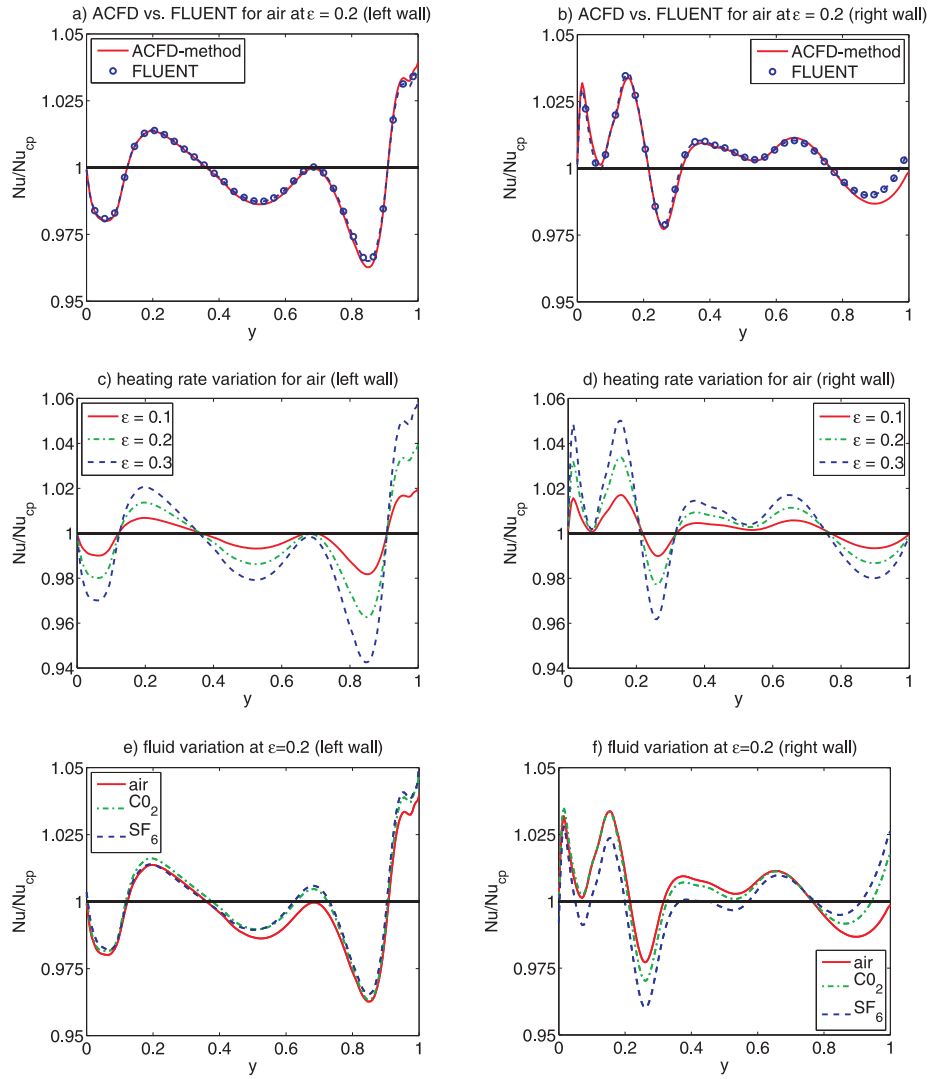 a) ACFD vs. FLUENT for air at ε = 0.2 (left wall)
1.05
1.025
1
0.975
0.95
Nu/Nu_cp
ACFD-method
FLUENT
0 0.2 0.4 0.6 0.8 1
y
b) ACFD vs. FLUENT for air at ε = 0.2 (right wall)
1.05
1.025
1
0.975
0.95
Nu/Nu_cp
ACFD-method
FLUENT
0 0.2 0.4 0.6 0.8 1
y
c) heating rate variation for air (left wall)
1.06
1.04
1.02
1
0.98
0.96
0.94
Nu/Nu_cp
ε = 0.1
ε = 0.2
ε = 0.3
0 0.2 0.4 0.6 0.8 1
y
d) heating rate variation for air (right wall)
1.06
1.04
1.02
1
0.98
0.96
0.94
Nu/Nu_cp
ε = 0.1
ε = 0.2
ε = 0.3
0 0.2 0.4 0.6 0.8 1
y
e) fluid variation at ε=0.2 (left wall)
1.05
1.025
1
0.975
0.95
Nu/Nu_cp
air
C0_2
SF_6
0 0.2 0.4 0.6 0.8 1
y
f) fluid variation at ε=0.2 (right wall)
1.05
1.025
1
0.975
0.95
Nu/Nu_cp
air
C0_2
SF_6
0 0.2 0.4 0.6 0.8 1
y